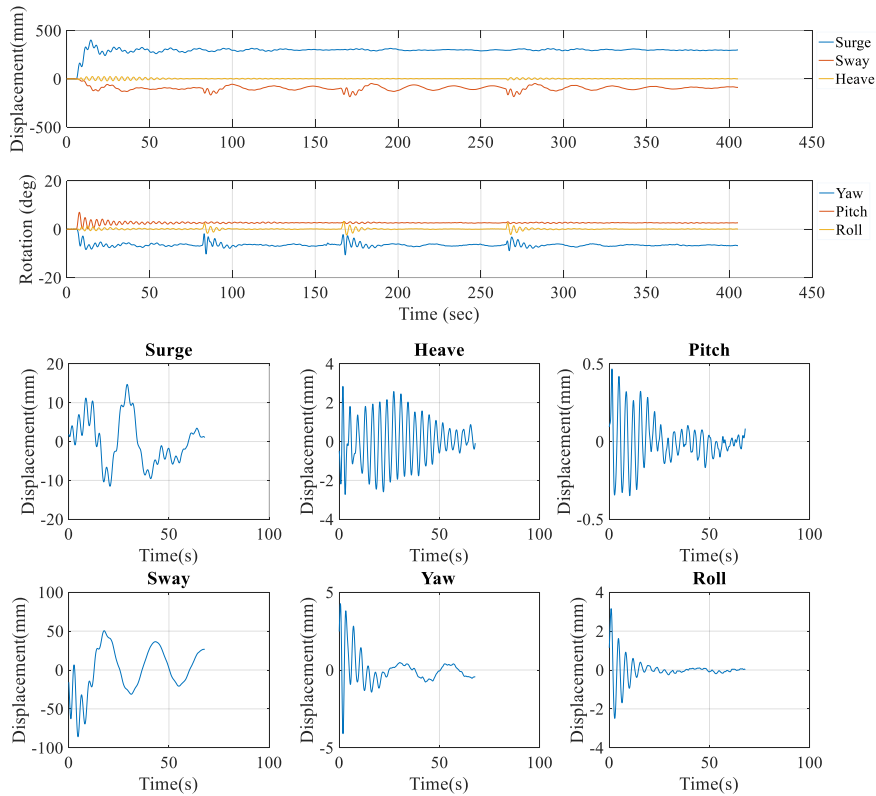 500
0
-500
Displacement(mm)
0 50 100 150 200 250 300 350 400 450
Surge
Sway
Heave
20
0
-20
Rotation (deg)
0 50 100 150 200 250 300 350 400 450
Time (sec)
Yaw
Pitch
Roll
Surge
20
10
0
-10
-20
Displacement(mm)
0 50 100
Time(s)
Heave
4
2
0
-2
-4
Displacement(mm)
0 50 100
Time(s)
Pitch
0.5
0
-0.5
Displacement(mm)
0 50 100
Time(s)
Sway
100
50
0
-50
-100
Displacement(mm)
0 50 100
Time(s)
Yaw
5
0
-5
Displacement(mm)
0 50 100
Time(s)
Roll
4
2
0
-2
-4
Displacement(mm)
0 50 100
Time(s)